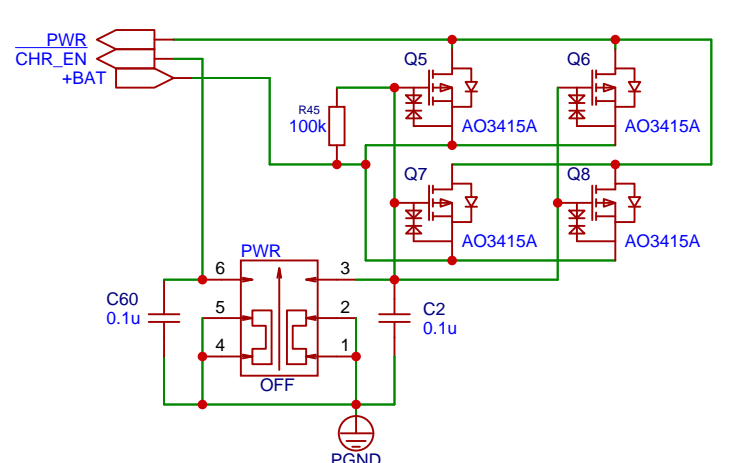 PWR
CHR_EN
+BAT
Q5
Q6
R45
100k
AO3415A
AO3415A
Q7
Q8
AO3415A
AO3415A
PWR
6
3
C60
0.1u
5
2
C2
0.1u
4
1
OFF
PGND